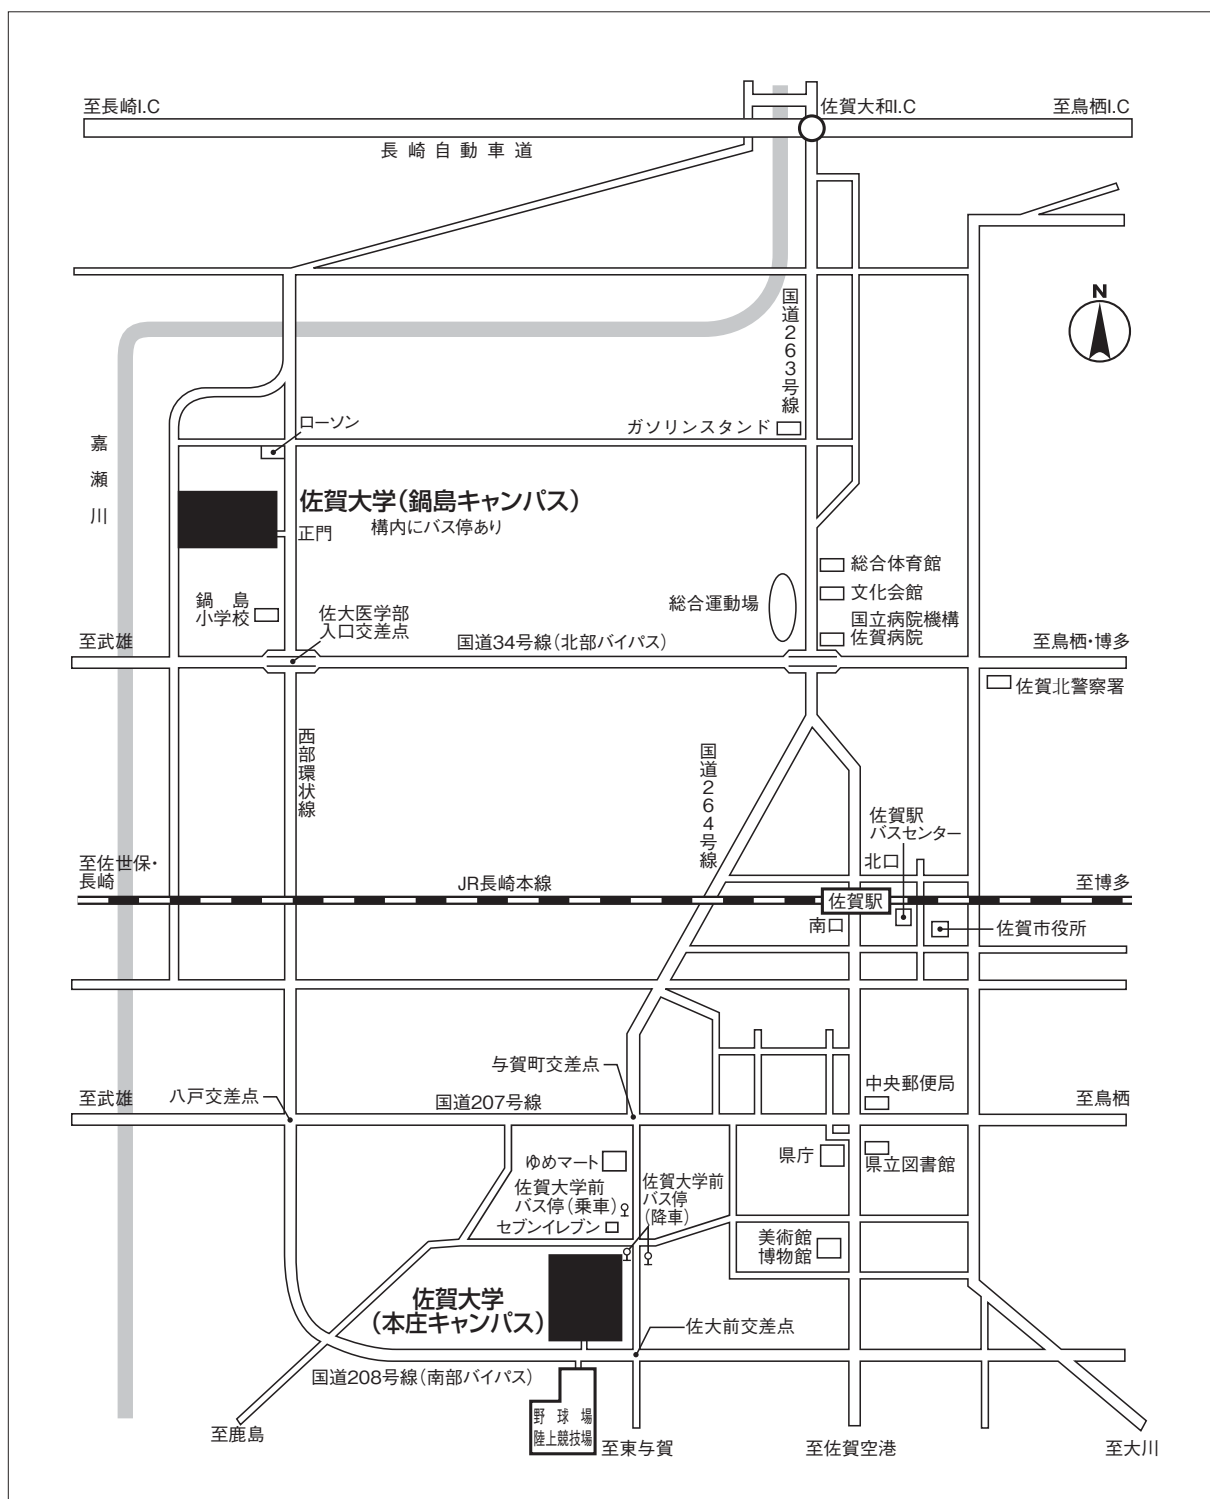 至長崎I.C
佐賀大和I.C
至鳥栖I.C
長崎自動車道
N
国道263号線
ローソン
ガソリンスタンド
嘉瀬川
佐賀大学(鍋島キャンパス)
構内にバス停あり
正門
総合体育館
文化会館
鍋島
小学校
佐大医学部
入口交差点
総合運動場
国立病院機構
佐賀病院
至武雄
国道34号線(北部バイパス)
至鳥栖・博多
佐賀北警察署
西部環状線
国道264号線
佐賀駅
バスセンター
北口
至佐世保・
長崎
JR長崎本線
至博多
佐賀駅
南口
佐賀市役所
与賀町交差点
中央郵便局
至武雄
八戸交差点
国道207号線
至鳥栖
ゆめマート
県庁
県立図書館
佐賀大学前
バス停(乗車)
佐賀大学前
バス停
(降車)
セブンイレブン
美術館
博物館
佐賀大学
(本庄キャンパス)
佐大前交差点
国道208号線(南部バイパス)
野球場
陸上競技場
至鹿島
至東与賀
至佐賀空港
至大川